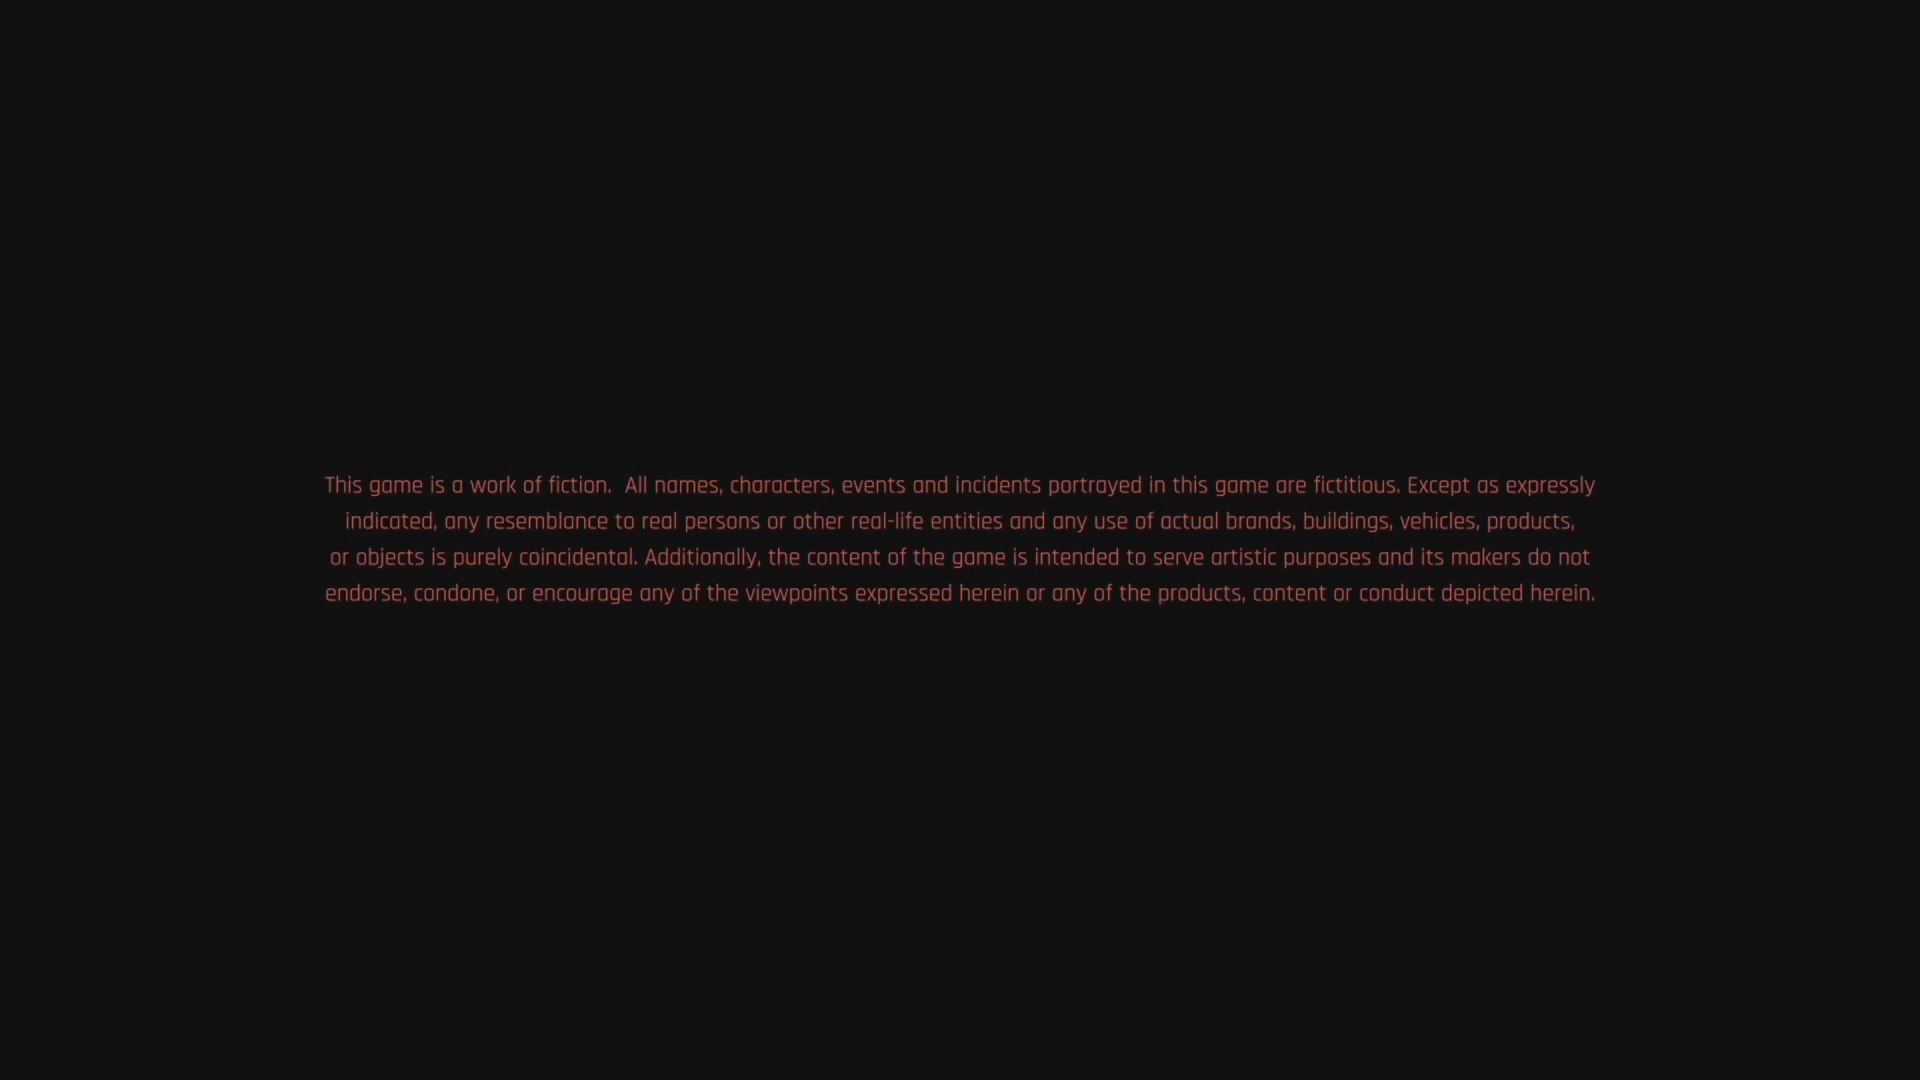 This game is a work of fiction.  All names, characters, events and incidents portrayed in this game are fictitious. Except as expressly
indicated, any resemblance to real persons or other real-life entities and any use of actual brands, buildings, vehicles, products,
or objects is purely coincidental. Additionally, the content of the game is intended to serve artistic purposes and its makers do not
endorse, condone, or encourage any of the viewpoints expressed herein or any of the products, content or conduct depicted herein.